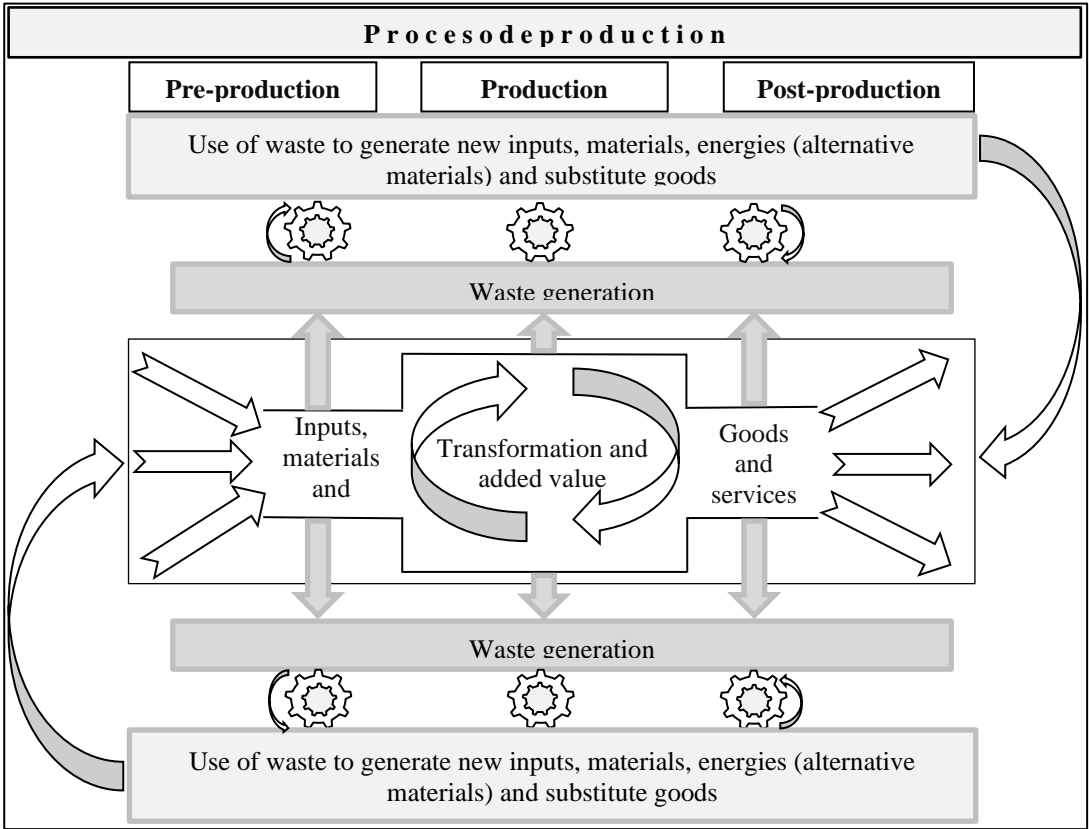 P r o c e s o d e p r o d u c t i o n
Pre-production
Production
Post-production
Use of waste to generate new inputs, materials, energies (alternative
materials) and substitute goods
Waste generation
Inputs,
materials
and
Transformation and
added value
Goods
and
services
Waste generation
Use of waste to generate new inputs, materials, energies (alternative
materials) and substitute goods